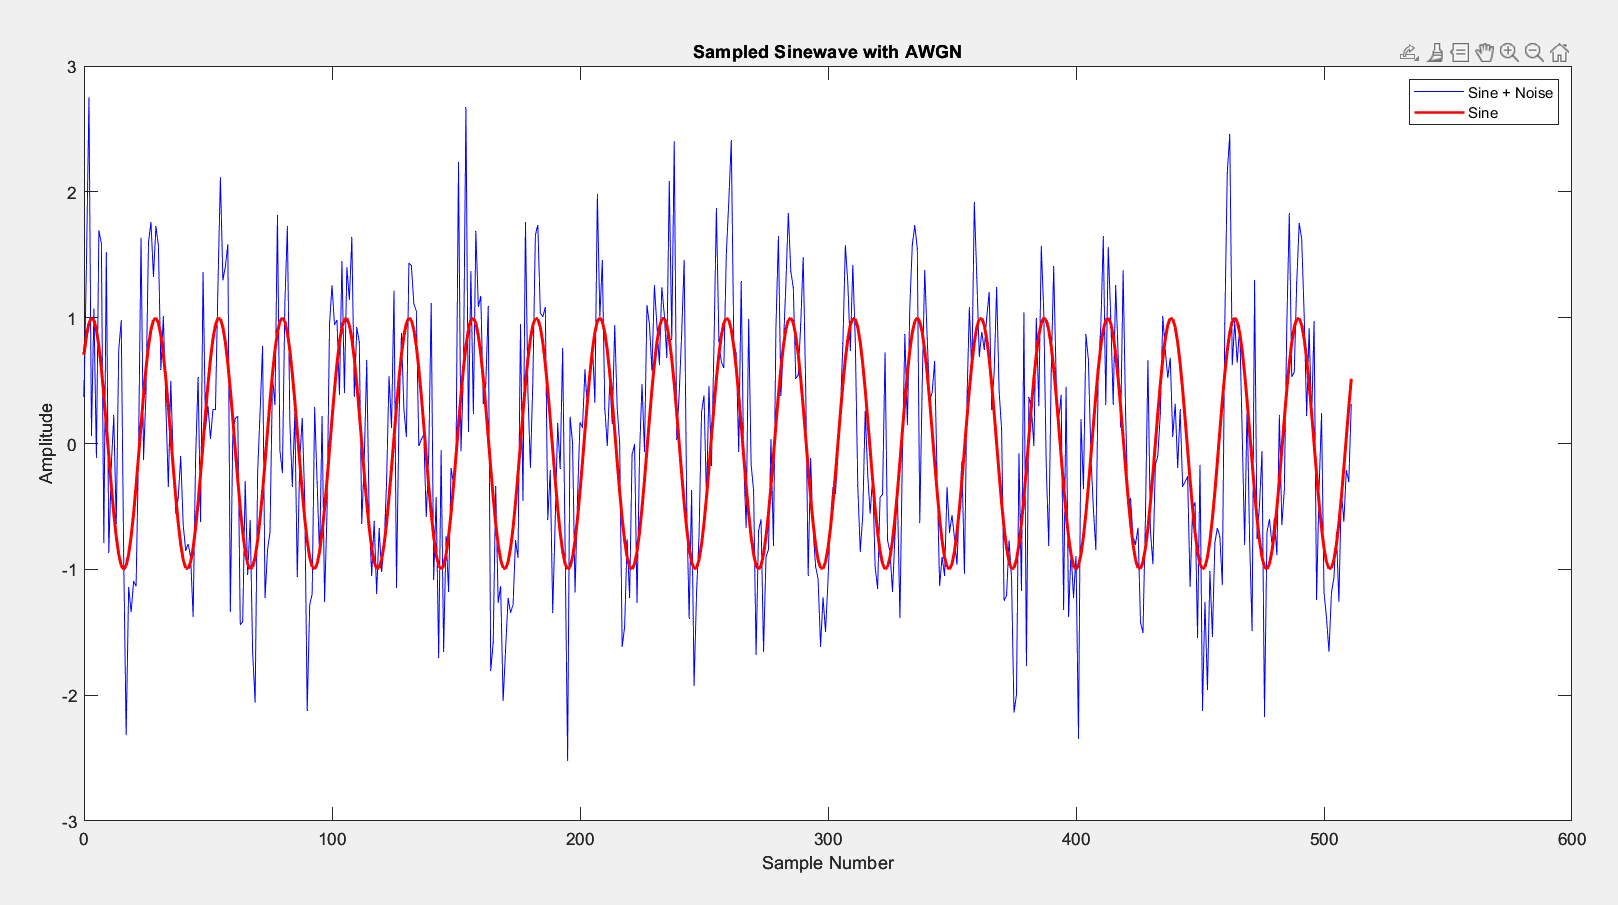 Sampled Sinewave with AWGN
Sine + Noise
Sine
Amplitude
3
2
1
0
-1
-2
-3
0 100 200 300 400 500 600
Sample Number